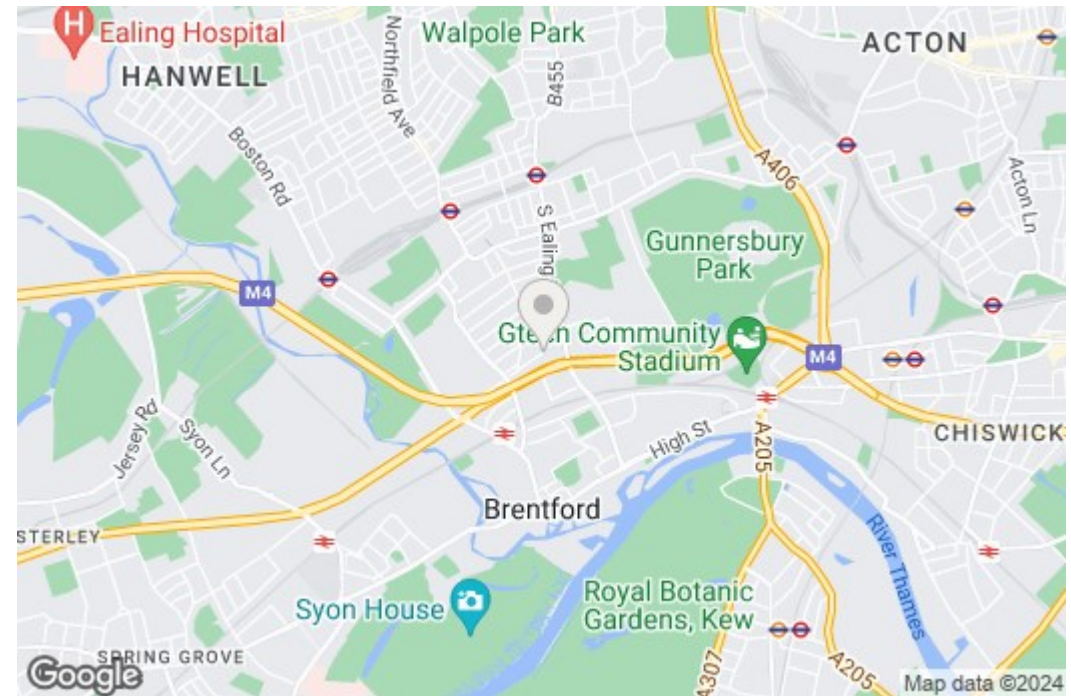 H
Ealing Hospital
HANWELL
Walpole Park
Northfield Ave
B455
ACTON
A406
Acton Ln
Boston Rd
S Ealing
Gunnersbury
Park
M4
Community
Stadium
M4
Jersey Rd
Syon Ln
High St
A205
CHISWICK
Brentford
STERLEY
River Thames
Syon House
Royal Botanic
Gardens, Kew
SPRING GROVE
A307
A205
Google
Map data ©2024